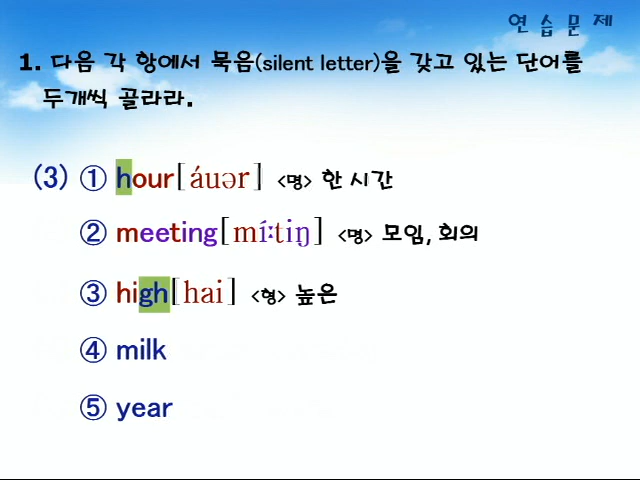 연습문제
1. 다음 각 항에서 묵음(silent letter)을 갖고 있는 단어를
두개씩 골라라.
(3) ① hour[áuər] <명> 한 시간
② meeting[míːtiŋ] <명> 모임, 회의
③ high[hai] <형> 높은
④ milk
⑤ year